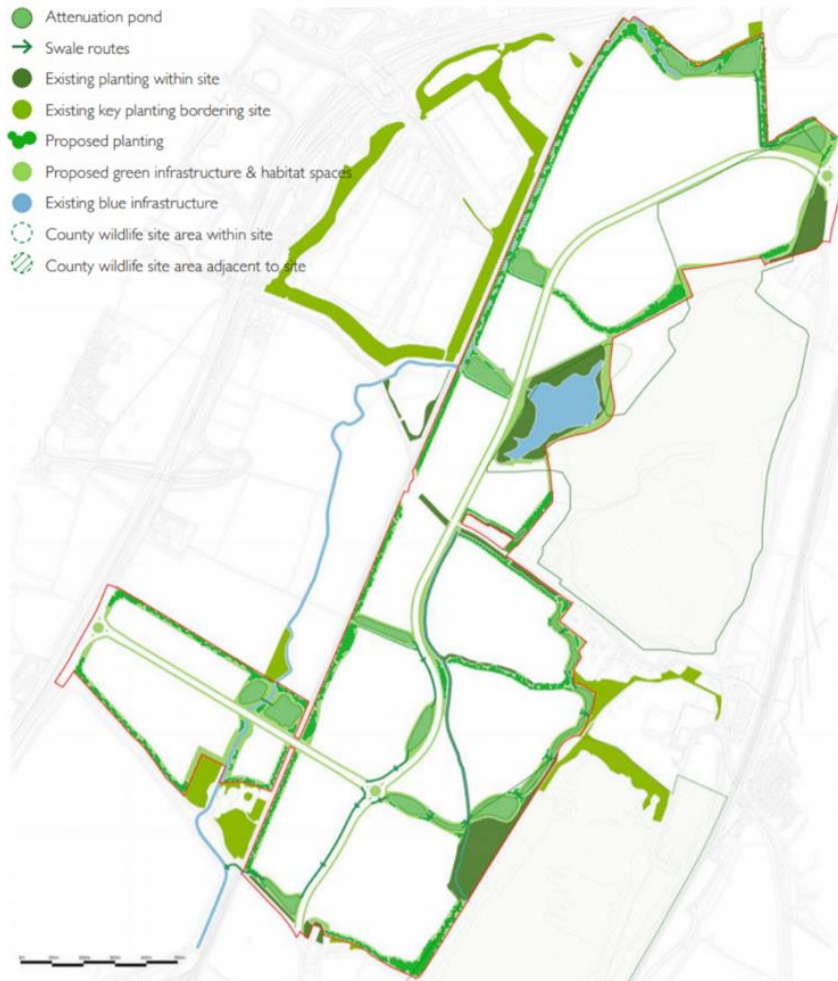 Attenuation pond
Swale routes
Existing planting within site
Existing key planting bordering site
Proposed planting
Proposed green infrastructure & habitat spaces
Existing blue infrastructure
County wildlife site area within site
County wildlife site area adjacent to site